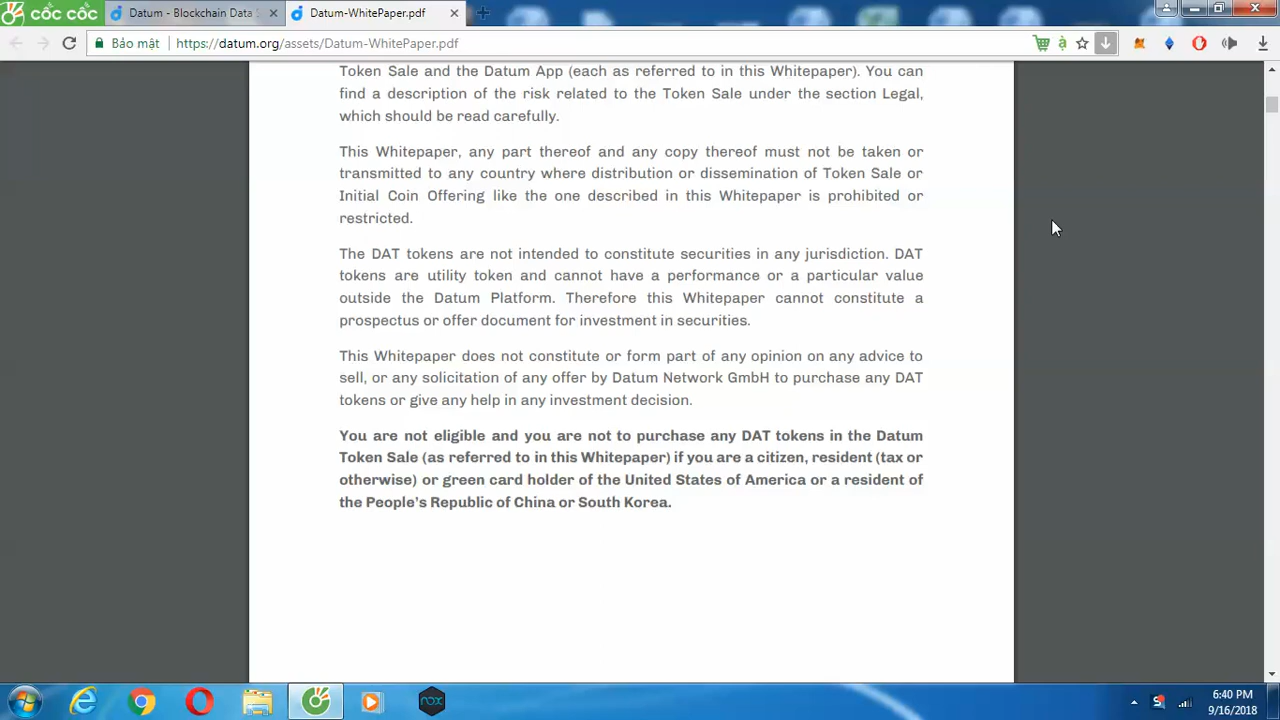 cốc cốc
Datum - Blockchain Data S
Datum-WhitePaper.pdf
Bảo mật
https://datum.org/assets/Datum-WhitePaper.pdf
Token Sale and the Datum App (each as referred to in this Whitepaper). You can
find a description of the risk related to the Token Sale under the section Legal,
which should be read carefully.
This Whitepaper, any part thereof and any copy thereof must not be taken or
transmitted to any country where distribution or dissemination of Token Sale or
Initial Coin Offering like the one described in this Whitepaper is prohibited or
restricted.
The DAT tokens are not intended to constitute securities in any jurisdiction. DAT
tokens are utility token and cannot have a performance or a particular value
outside the Datum Platform. Therefore this Whitepaper cannot constitute a
prospectus or offer document for investment in securities.
This Whitepaper does not constitute or form part of any opinion on any advice to
sell, or any solicitation of any offer by Datum Network GmbH to purchase any DAT
tokens or give any help in any investment decision.
You are not eligible and you are not to purchase any DAT tokens in the Datum
Token Sale (as referred to in this Whitepaper) if you are a citizen, resident (tax or
otherwise) or green card holder of the United States of America or a resident of
the People's Republic of China or South Korea.
nox
6:40 PM
9/16/2018